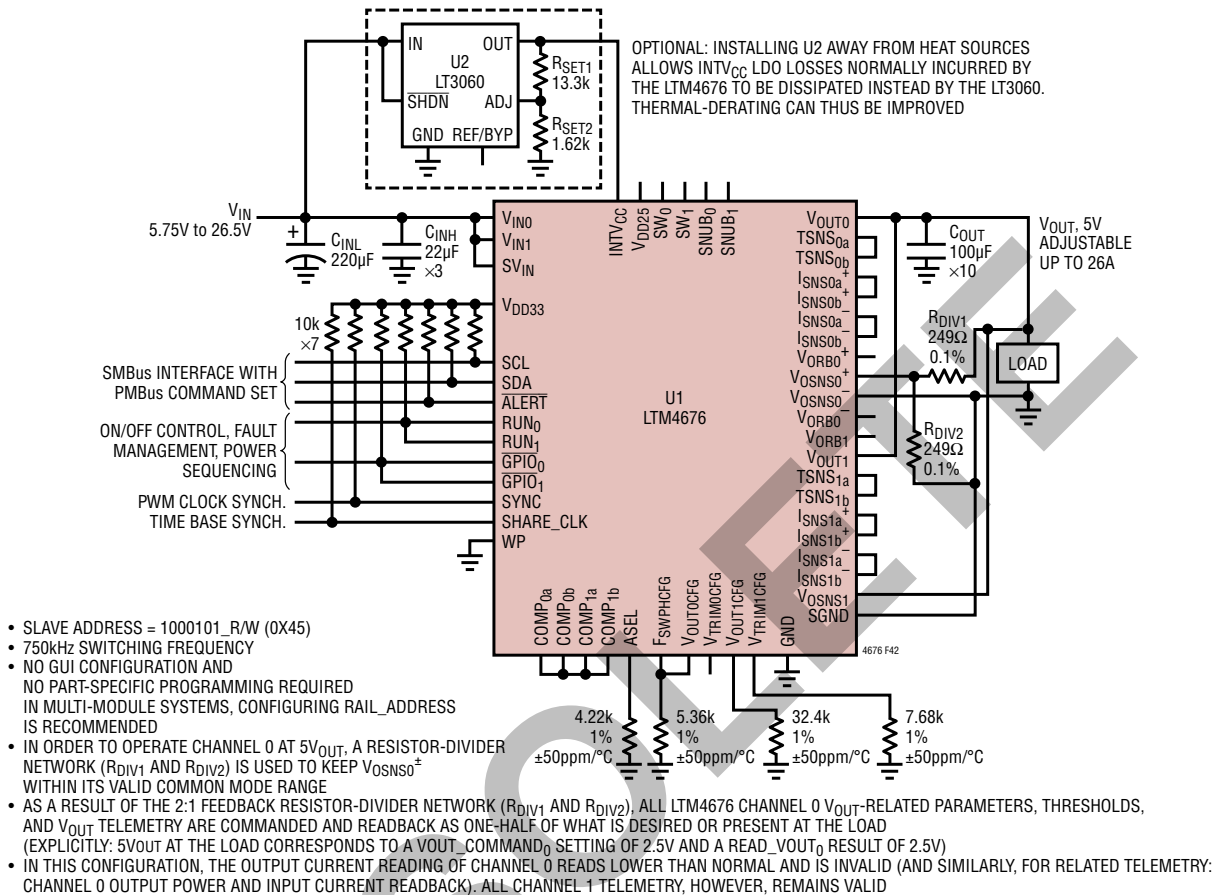 IN
OUT
U2
LT3060
SHDN
ADJ
GND
REF/BYP
RSET1
13.3k
RSET2
1.62k
OPTIONAL: INSTALLING U2 AWAY FROM HEAT SOURCES
ALLOWS INTVCC LDO LOSSES NORMALLY INCURRED BY
THE LTM4676 TO BE DISSIPATED INSTEAD BY THE LT3060.
THERMAL-DERATING CAN THUS BE IMPROVED
VIN
5.75V to 26.5V
+
CINL
220µF
CINH
22µF
×3
VIN0
VIN1
SVIN
VDD33
INTVCC
VDD25
SW0
SW1
SNUB0
SNUB1
10k
×7
SMBus INTERFACE WITH
PMBus COMMAND SET
ON/OFF CONTROL, FAULT
MANAGEMENT, POWER
SEQUENCING
PWM CLOCK SYNCH.
TIME BASE SYNCH.
SCL
SDA
ALERT
RUN0
RUN1
GPIO0
GPIO1
SYNC
SHARE_CLK
WP
U1
LTM4676
VOUT0
TSNS0a
TSNS0b
ISNS0a+
ISNS0b+
ISNS0a–
ISNS0b–
VORB0+
VOSNS0+
VOSNS0–
VORB0–
VORB1
VOUT1
TSNS1a
TSNS1b
ISNS1a+
ISNS1b+
ISNS1a–
ISNS1b–
VOSNS1
SGND
COUT
100µF
×10
VOUT, 5V
ADJUSTABLE
UP TO 26A
RDIV1
249Ω
0.1%
LOAD
RDIV2
249Ω
0.1%
COMP0a
COMP0b
COMP1a
COMP1b
ASEL
FSWPHCFG
VOUT0CFG
VTRIM0CFG
VOUT1CFG
VTRIM1CFG
GND
4676 F42
4.22k
1%
±50ppm/°C
5.36k
1%
±50ppm/°C
32.4k
1%
±50ppm/°C
7.68k
1%
±50ppm/°C
• SLAVE ADDRESS = 1000101_R/W (0X45)
• 750kHz SWITCHING FREQUENCY
• NO GUI CONFIGURATION AND
NO PART-SPECIFIC PROGRAMMING REQUIRED
IN MULTI-MODULE SYSTEMS, CONFIGURING RAIL_ADDRESS
IS RECOMMENDED
• IN ORDER TO OPERATE CHANNEL 0 AT 5VOUT, A RESISTOR-DIVIDER
NETWORK (RDIV1 AND RDIV2) IS USED TO KEEP VOSNS0±
WITHIN ITS VALID COMMON MODE RANGE
• AS A RESULT OF THE 2:1 FEEDBACK RESISTOR-DIVIDER NETWORK (RDIV1 AND RDIV2), ALL LTM4676 CHANNEL 0 VOUT-RELATED PARAMETERS, THRESHOLDS,
AND VOUT TELEMETRY ARE COMMANDED AND READBACK AS ONE-HALF OF WHAT IS DESIRED OR PRESENT AT THE LOAD
(EXPLICITLY: 5VOUT AT THE LOAD CORRESPONDS TO A VOUT_COMMAND0 SETTING OF 2.5V AND A READ_VOUT0 RESULT OF 2.5V)
• IN THIS CONFIGURATION, THE OUTPUT CURRENT READING OF CHANNEL 0 READS LOWER THAN NORMAL AND IS INVALID (AND SIMILARLY, FOR RELATED TELEMETRY:
CHANNEL 0 OUTPUT POWER AND INPUT CURRENT READBACK). ALL CHANNEL 1 TELEMETRY, HOWEVER, REMAINS VALID
OBSOLETE